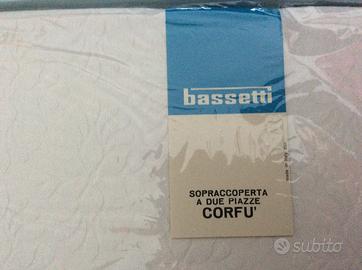 bassetti
SOPRACCOPERTA
A DUE PIAZZE
CORFU'
subito